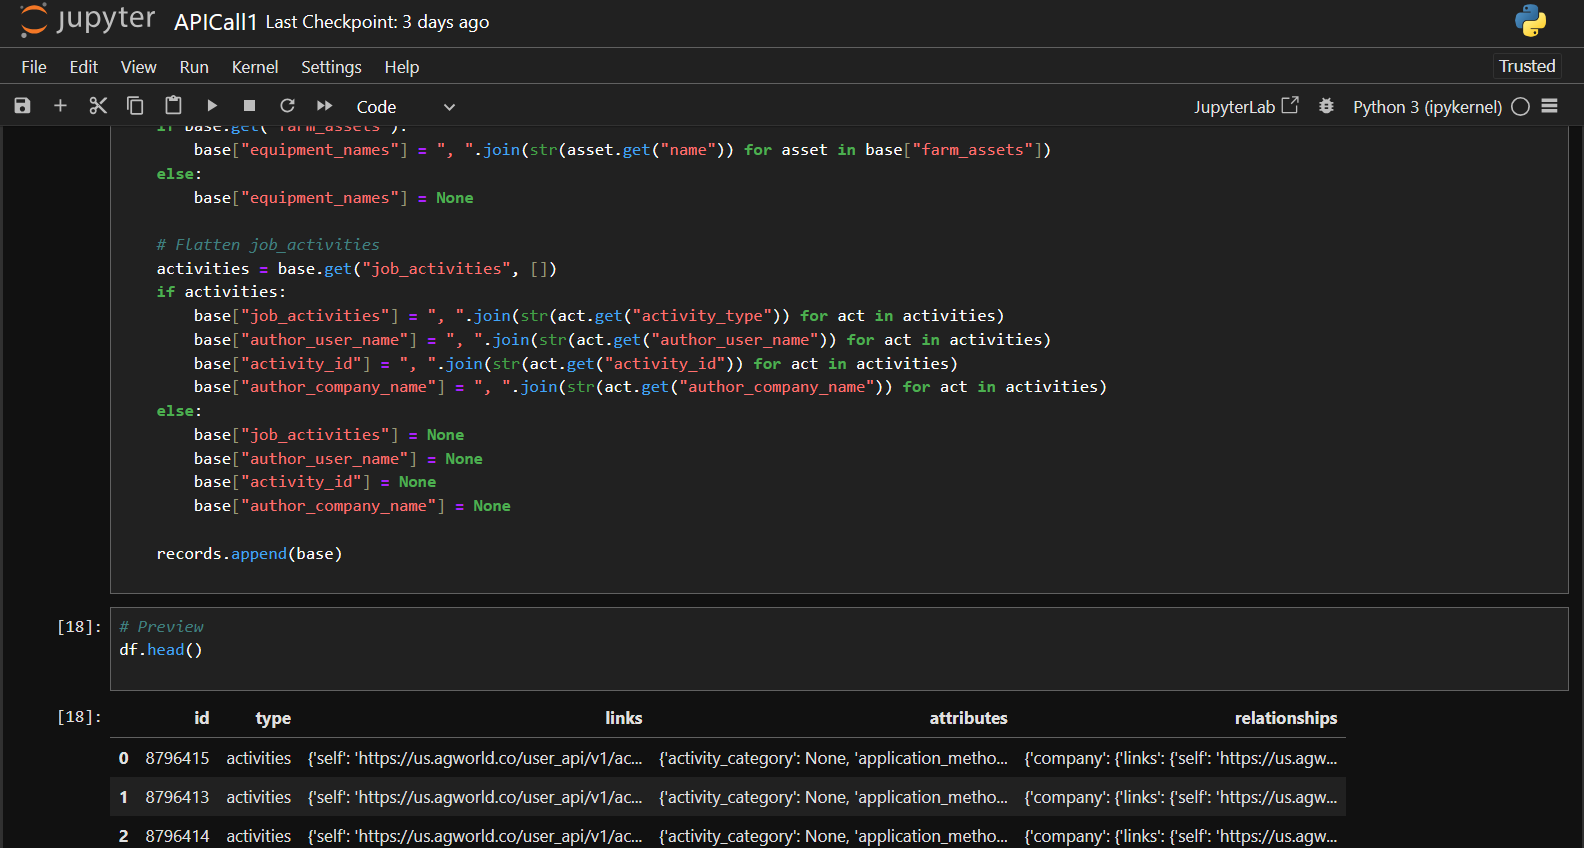 jupyter APICall1 Last Checkpoint: 3 days ago
File Edit View Run Kernel Settings Help Trusted
Code JupyterLab Python 3 (ipykernel)
if base.get("farm_assets"):
base["equipment_names"] = ", ".join(str(asset.get("name")) for asset in base["farm_assets"])
else:
base["equipment_names"] = None
# Flatten job_activities
activities = base.get("job_activities", [])
if activities:
base["job_activities"] = ", ".join(str(act.get("activity_type")) for act in activities)
base["author_user_name"] = ", ".join(str(act.get("author_user_name")) for act in activities)
base["activity_id"] = ", ".join(str(act.get("activity_id")) for act in activities)
base["author_company_name"] = ", ".join(str(act.get("author_company_name")) for act in activities)
else:
base["job_activities"] = None
base["author_user_name"] = None
base["activity_id"] = None
base["author_company_name"] = None
records.append(base)
[18]: # Preview
df.head()
[18]: id type links attributes relationships
0 8796415 activities {'self': 'https://us.agworld.co/user_api/v1/ac... {'activity_category': None, 'application_metho... {'company': {'links': {'self': 'https://us.agw...
1 8796413 activities {'self': 'https://us.agworld.co/user_api/v1/ac... {'activity_category': None, 'application_metho... {'company': {'links': {'self': 'https://us.agw...
2 8796414 activities {'self': 'https://us.agworld.co/user_api/v1/ac... {'activity_category': None, 'application_metho... {'company': {'links': {'self': 'https://us.agw...